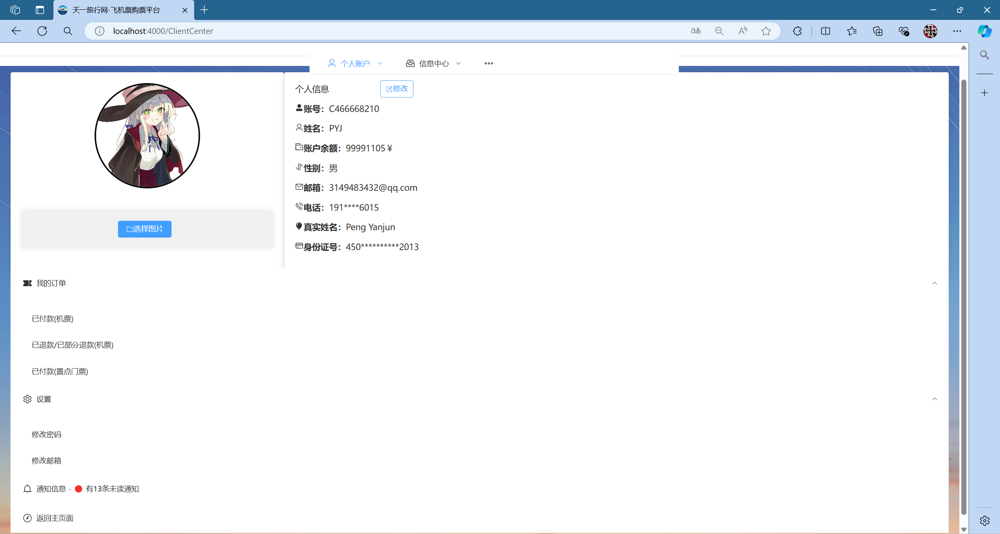 天一旅行网-飞机票购票平台
localhost:4000/ClientCenter
个人账户
信息中心
个人信息
修改
账号：C466668210
姓名：PYJ
账户余额：99991105￥
性别：男
邮箱：3149483432@qq.com
电话：191****6015
真实姓名：Peng Yanjun
身份证号：450**********2013
选择图片
我的订单
已付款(机票)
已退款/已部分退款(机票)
已付款(景点门票)
设置
修改密码
修改邮箱
通知信息 - 有13条未读通知
返回主页面